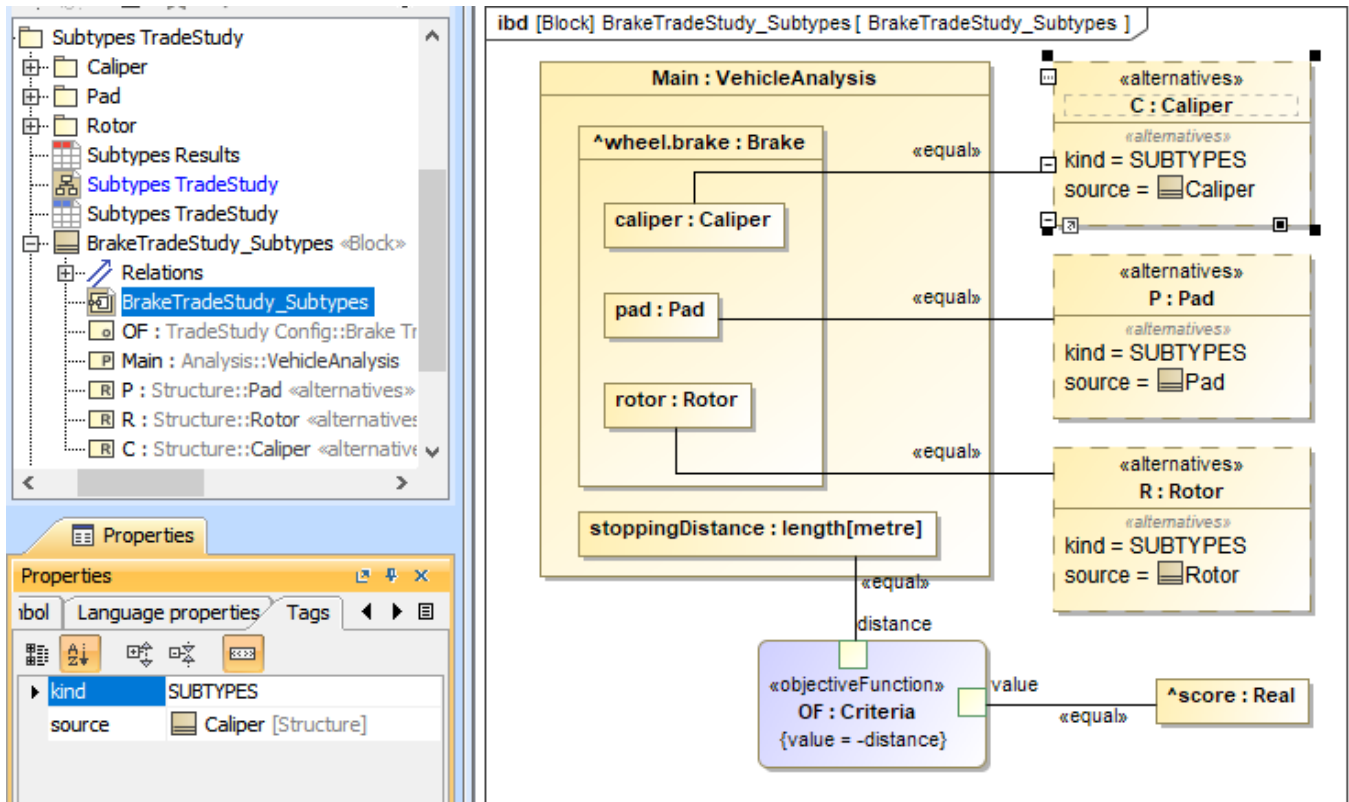 Subtypes TradeStudy
Caliper
Pad
Rotor
Subtypes Results
Subtypes TradeStudy
Subtypes TradeStudy
BrakeTradeStudy_Subtypes «Block»
Relations
BrakeTradeStudy_Subtypes
OF : TradeStudy Config::Brake Tr
P Main : Analysis::VehicleAnalysis
R P : Structure::Pad «alternatives»
R R : Structure::Rotor «alternatives
R C : Structure::Caliper «alternative
Properties
Properties
nbol Language properties Tags
kind SUBTYPES
source Caliper [Structure]
ibd [Block] BrakeTradeStudy_Subtypes [ BrakeTradeStudy_Subtypes ]
Main : VehicleAnalysis
^wheel.brake : Brake
caliper : Caliper
pad : Pad
rotor : Rotor
stoppingDistance : length[metre]
«equal»
«equal»
«equal»
«equal»
«alternatives»
C : Caliper
«alternatives»
kind = SUBTYPES
source = Caliper
«alternatives»
P : Pad
«alternatives»
kind = SUBTYPES
source = Pad
«alternatives»
R : Rotor
«alternatives»
kind = SUBTYPES
source = Rotor
distance
«objectiveFunction»
OF : Criteria
{value = -distance}
value
«equal»
^score : Real